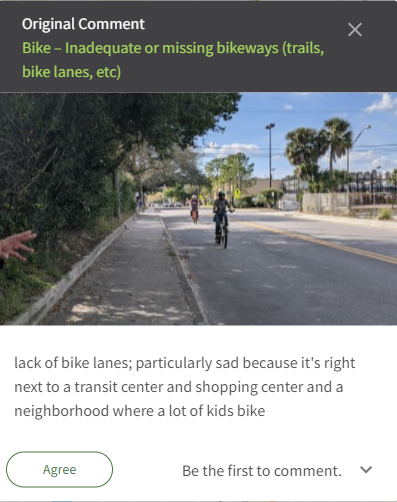 Original Comment
Bike – Inadequate or missing bikeways (trails,
bike lanes, etc)
lack of bike lanes; particularly sad because it's right
next to a transit center and shopping center and a
neighborhood where a lot of kids bike
Agree
Be the first to comment.